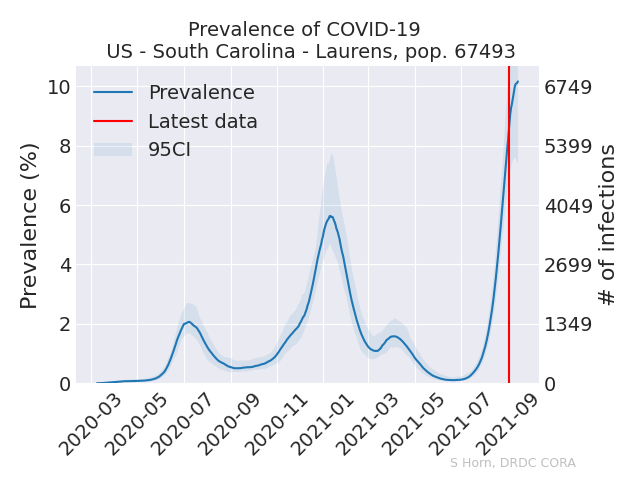 Prevalence of COVID-19
US - South Carolina - Laurens, pop. 67493
Prevalence
Latest data
95CI
Prevalence (%)
10
8
6
4
2
0
6749
5399
4049
2699
1349
0
# of infections
2020-03
2020-05
2020-07
2020-09
2020-11
2021-01
2021-03
2021-05
2021-07
2021-09
S Horn, DRDC CORA